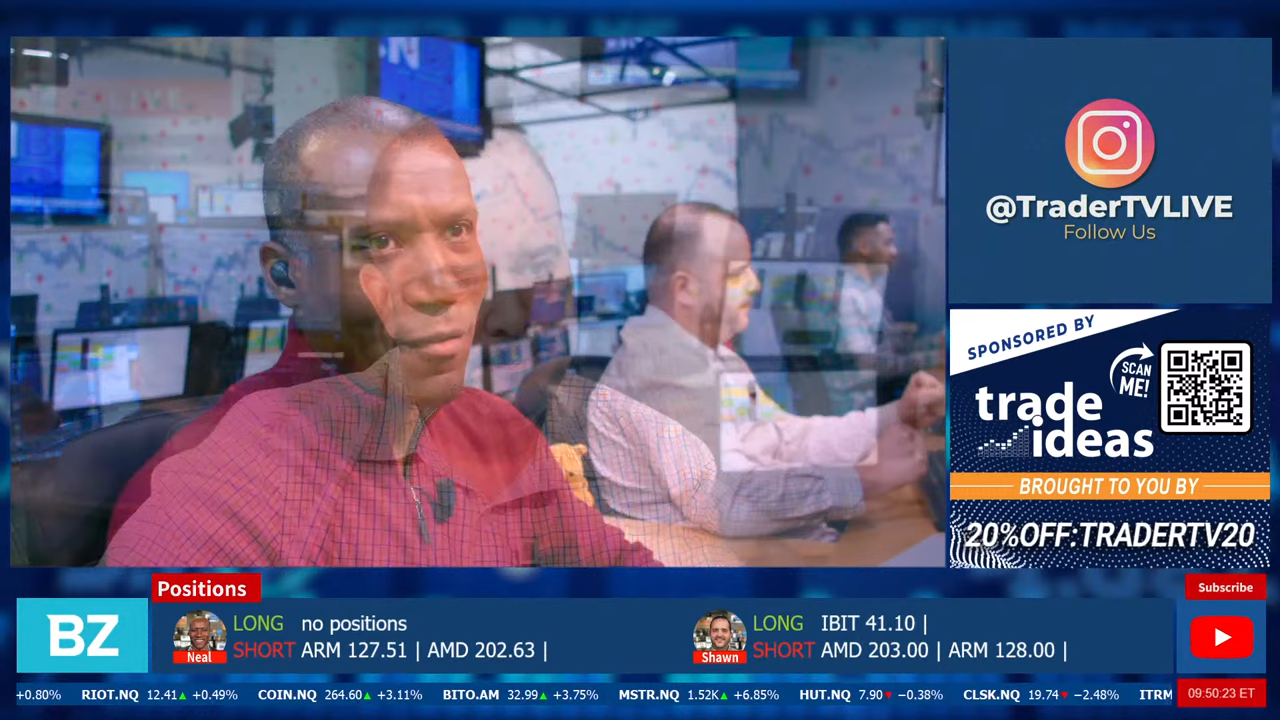 @TraderTVLIVE
Follow Us
SPONSORED BY
SCAN
ME!
trade
ideas
BROUGHT TO YOU BY
20%OFF:TRADERTV20
Positions
Subscribe
BZ
Neal
LONG no positions
SHORT ARM 127.51 | AMD 202.63 |
Shawn
LONG IBIT 41.10 |
SHORT AMD 203.00 | ARM 128.00 |
+0.80% RIOT.NQ 12.41▲ +0.49% COIN.NQ 264.60▲ +3.11% BITO.AM 32.99▲ +3.75% MSTR.NQ 1.52K▲ +6.85% HUT.NQ 7.90▼ −0.38% CLSK.NQ 19.74▼ −2.48% ITRM
09:50:23 ET